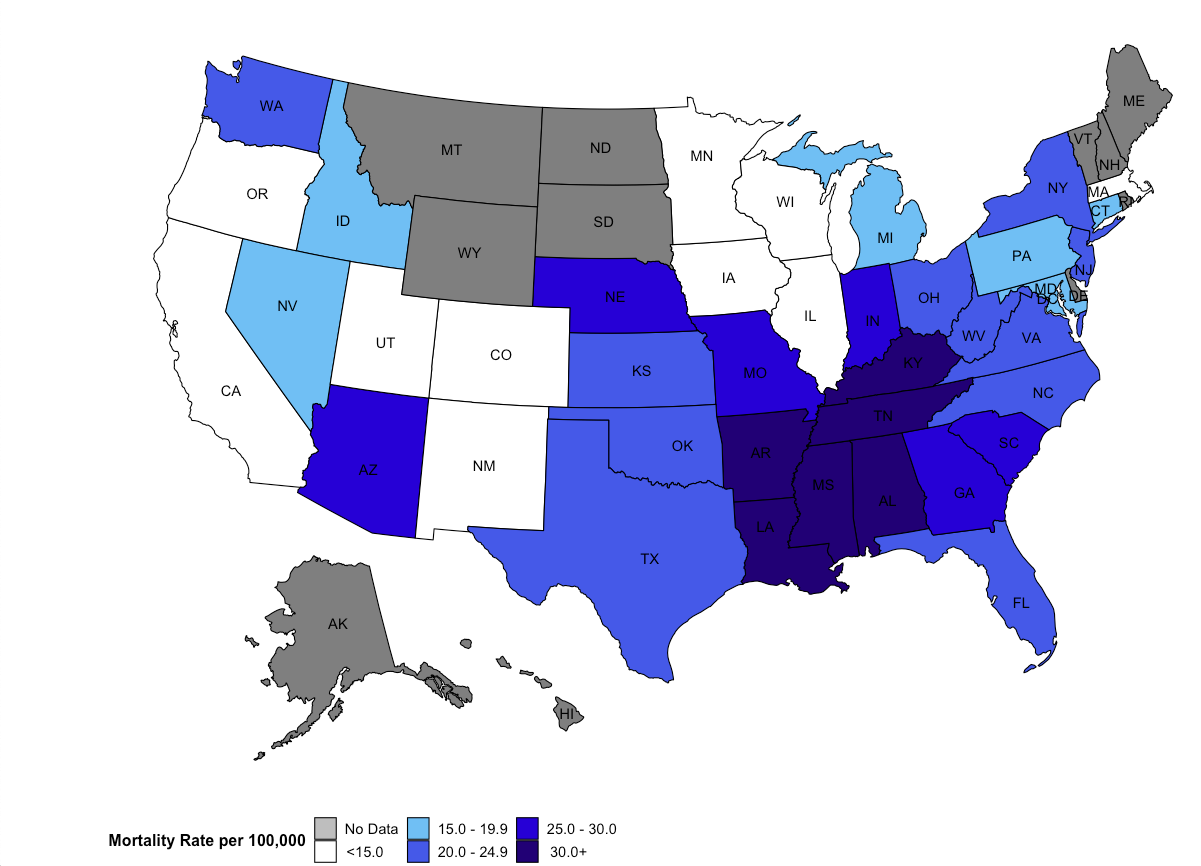 ME
WA
VT
MT
ND
MN
NH
NY
MA
OR
WI
RI
CT
ID
SD
MI
WY
PA
NJ
IA
MD
DE
NE
OH
DC
NV
IL
IN
WV
VA
UT
CO
KY
KS
MO
CA
NC
TN
OK
SC
AR
AZ
NM
MS
GA
AL
LA
TX
FL
AK
HI
Mortality Rate per 100,000
No Data
15.0 - 19.9
25.0 - 30.0
<15.0
20.0 - 24.9
30.0+